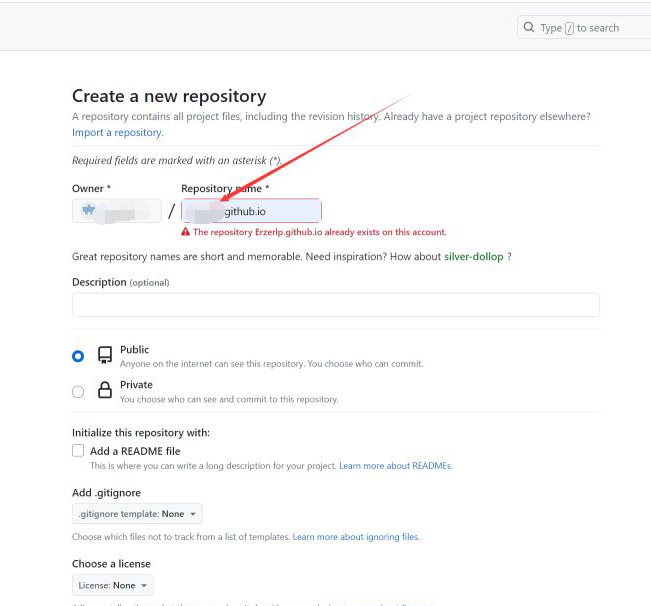 Type / to search
Create a new repository
A repository contains all project files, including the revision history. Already have a project repository elsewhere?
Import a repository.
Required fields are marked with an asterisk (*).
Owner * Repository name *
/ github.io
The repository Erzerlp.github.io already exists on this account.
Great repository names are short and memorable. Need inspiration? How about silver-dollop ?
Description (optional)
Public
Anyone on the internet can see this repository. You choose who can commit.
Private
You choose who can see and commit to this repository.
Initialize this repository with:
Add a README file
This is where you can write a long description for your project. Learn more about READMEs.
Add .gitignore
.gitignore template: None
Choose which files not to track from a list of templates. Learn more about ignoring files.
Choose a license
License: None